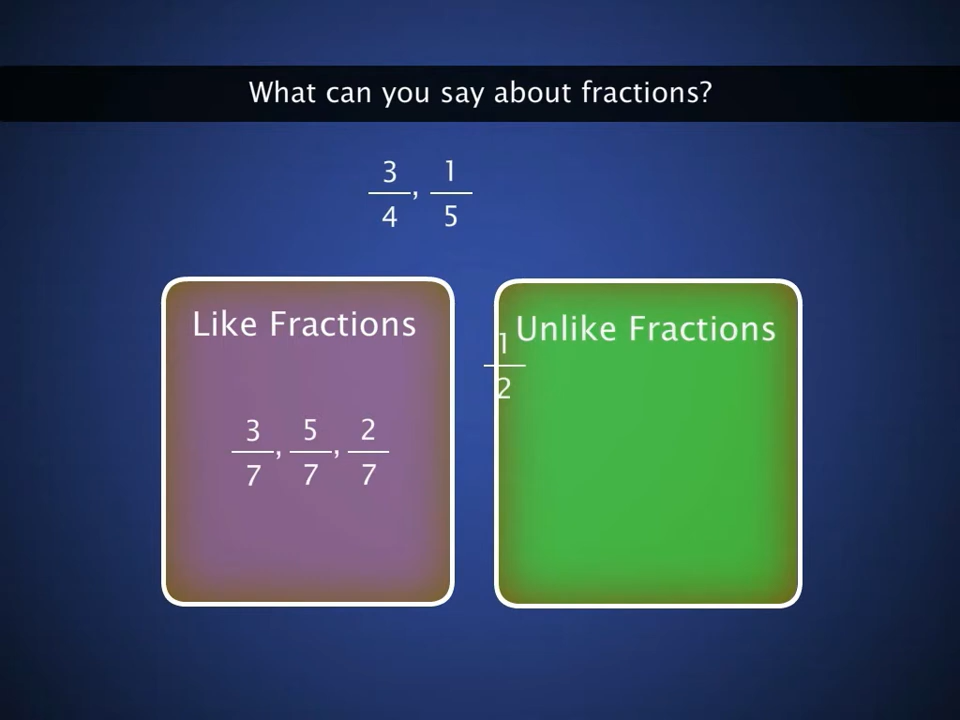 What can you say about fractions?
3/4, 1/5
Like Fractions
Unlike Fractions
1/2
3/7, 5/7, 2/7